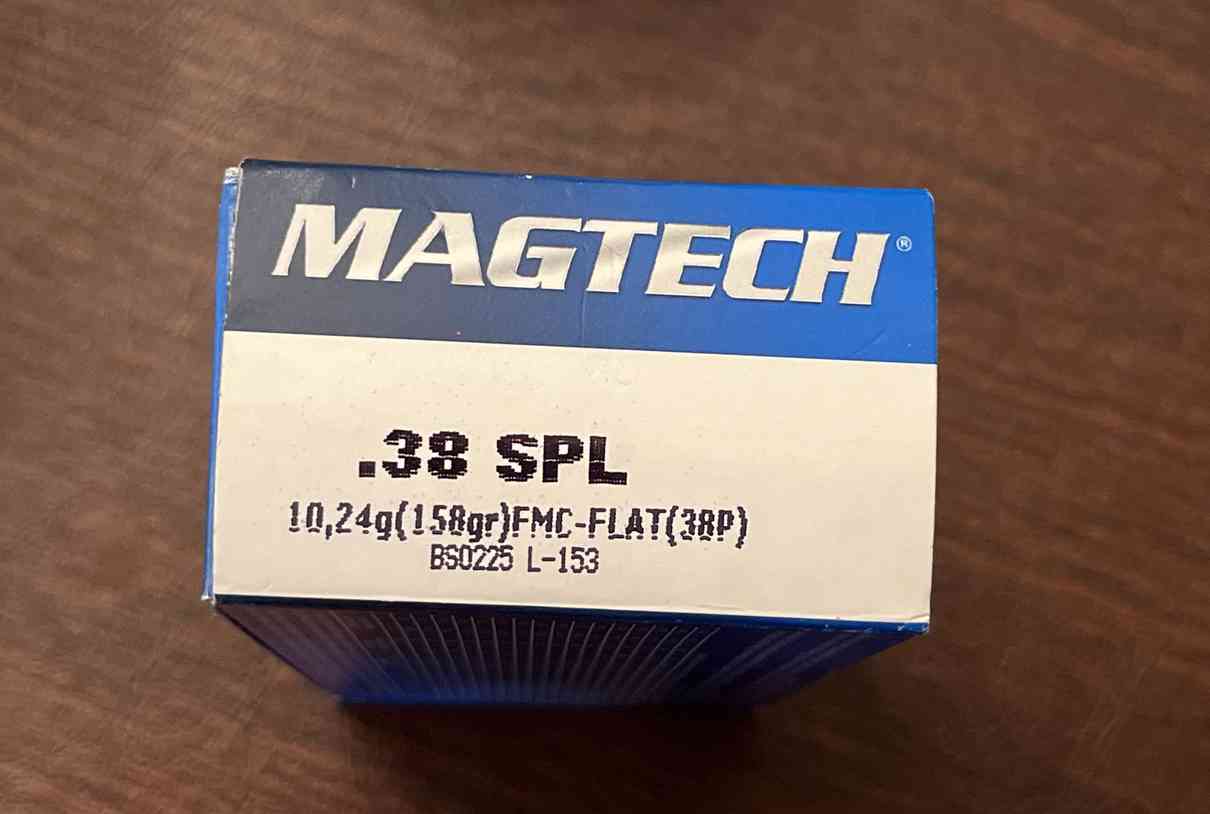 MAGTECH®
.38 SPL
10,24g(158gr)FMC-FLAT(38P)
BS0225 L-153